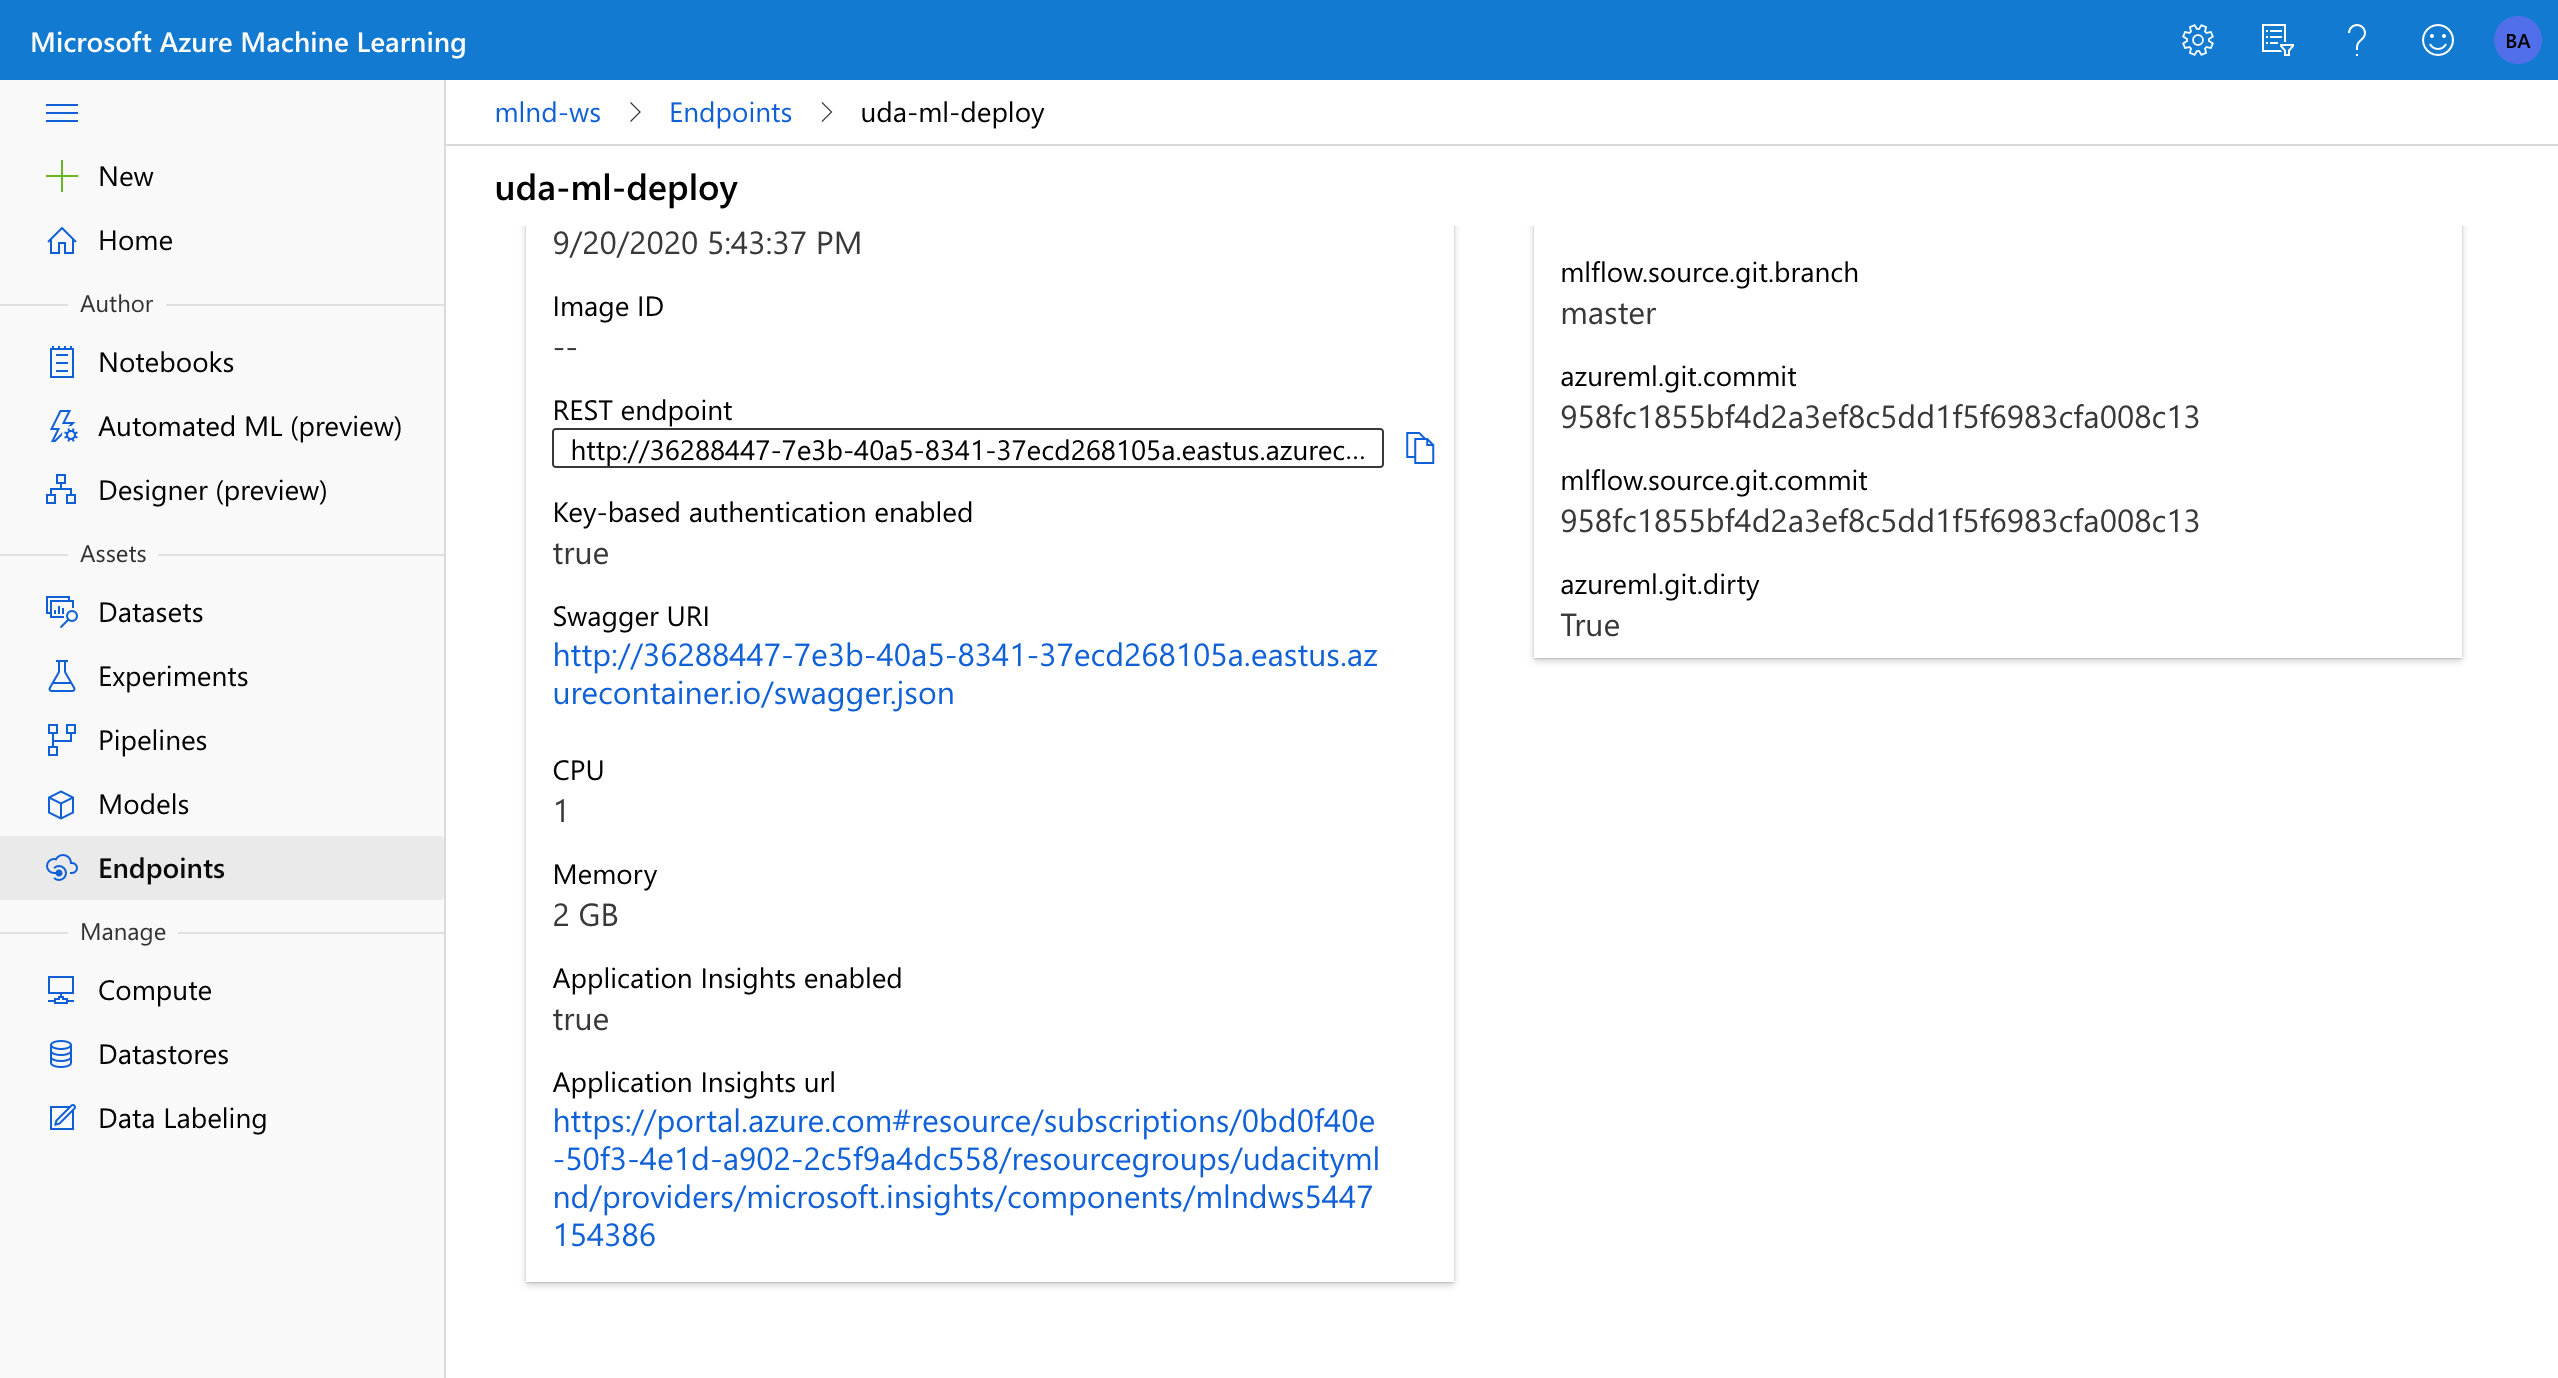 Microsoft Azure Machine Learning
BA
mlnd-ws > Endpoints > uda-ml-deploy
New
Home
Author
Notebooks
Automated ML (preview)
Designer (preview)
Assets
Datasets
Experiments
Pipelines
Models
Endpoints
Manage
Compute
Datastores
Data Labeling
uda-ml-deploy
9/20/2020 5:43:37 PM
Image ID
--
REST endpoint
http://36288447-7e3b-40a5-8341-37ecd268105a.eastus.azurec...
Key-based authentication enabled
true
Swagger URI
http://36288447-7e3b-40a5-8341-37ecd268105a.eastus.az
urecontainer.io/swagger.json
CPU
1
Memory
2 GB
Application Insights enabled
true
Application Insights url
https://portal.azure.com#resource/subscriptions/0bd0f40e
-50f3-4e1d-a902-2c5f9a4dc558/resourcegroups/udacityml
nd/providers/microsoft.insights/components/mlndws5447
154386
mlflow.source.git.branch
master
azureml.git.commit
958fc1855bf4d2a3ef8c5dd1f5f6983cfa008c13
mlflow.source.git.commit
958fc1855bf4d2a3ef8c5dd1f5f6983cfa008c13
azureml.git.dirty
True